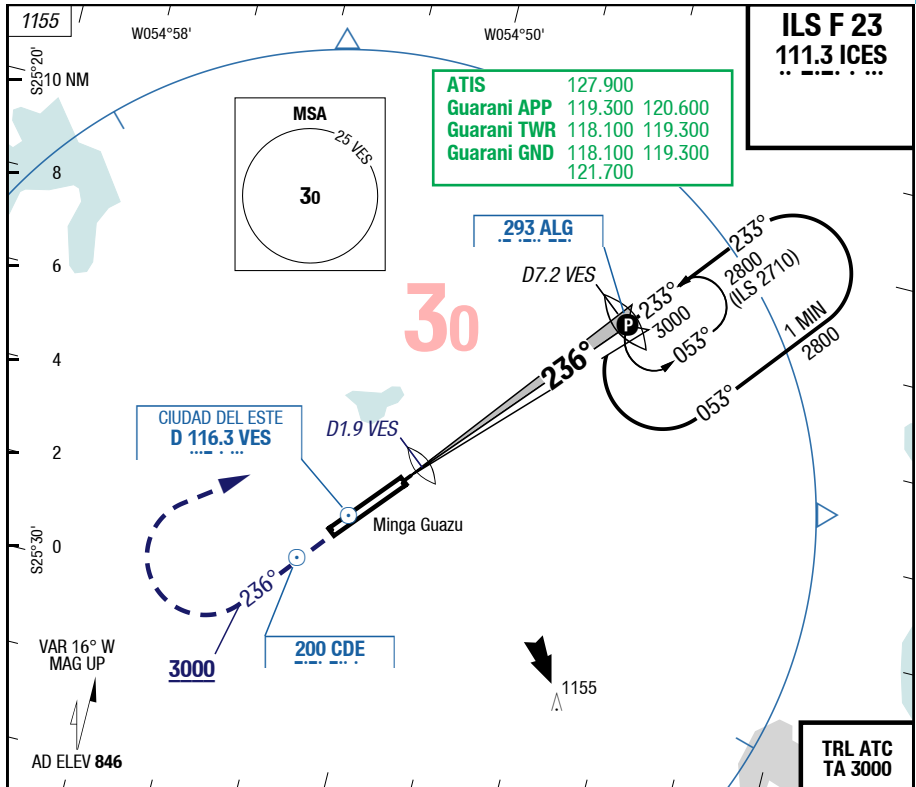 1155
W054°58'
W054°50'
ILS F 23
111.3 ICES
S25°20'
10 NM
8
6
4
2
0
S25°30'
MSA
25 VES
30
ATIS 127.900
Guarani APP 119.300 120.600
Guarani TWR 118.100 119.300
Guarani GND 118.100 119.300
121.700
293 ALG
D7.2 VES
P
233°
2800
(ILS 2710)
233°
3000
053°
1 MIN
2800
053°
30
236°
CIUDAD DEL ESTE
D 116.3 VES
D1.9 VES
Minga Guazu
236°
3000
200 CDE
VAR 16° W
MAG UP
1155
AD ELEV 846
TRL ATC
TA 3000